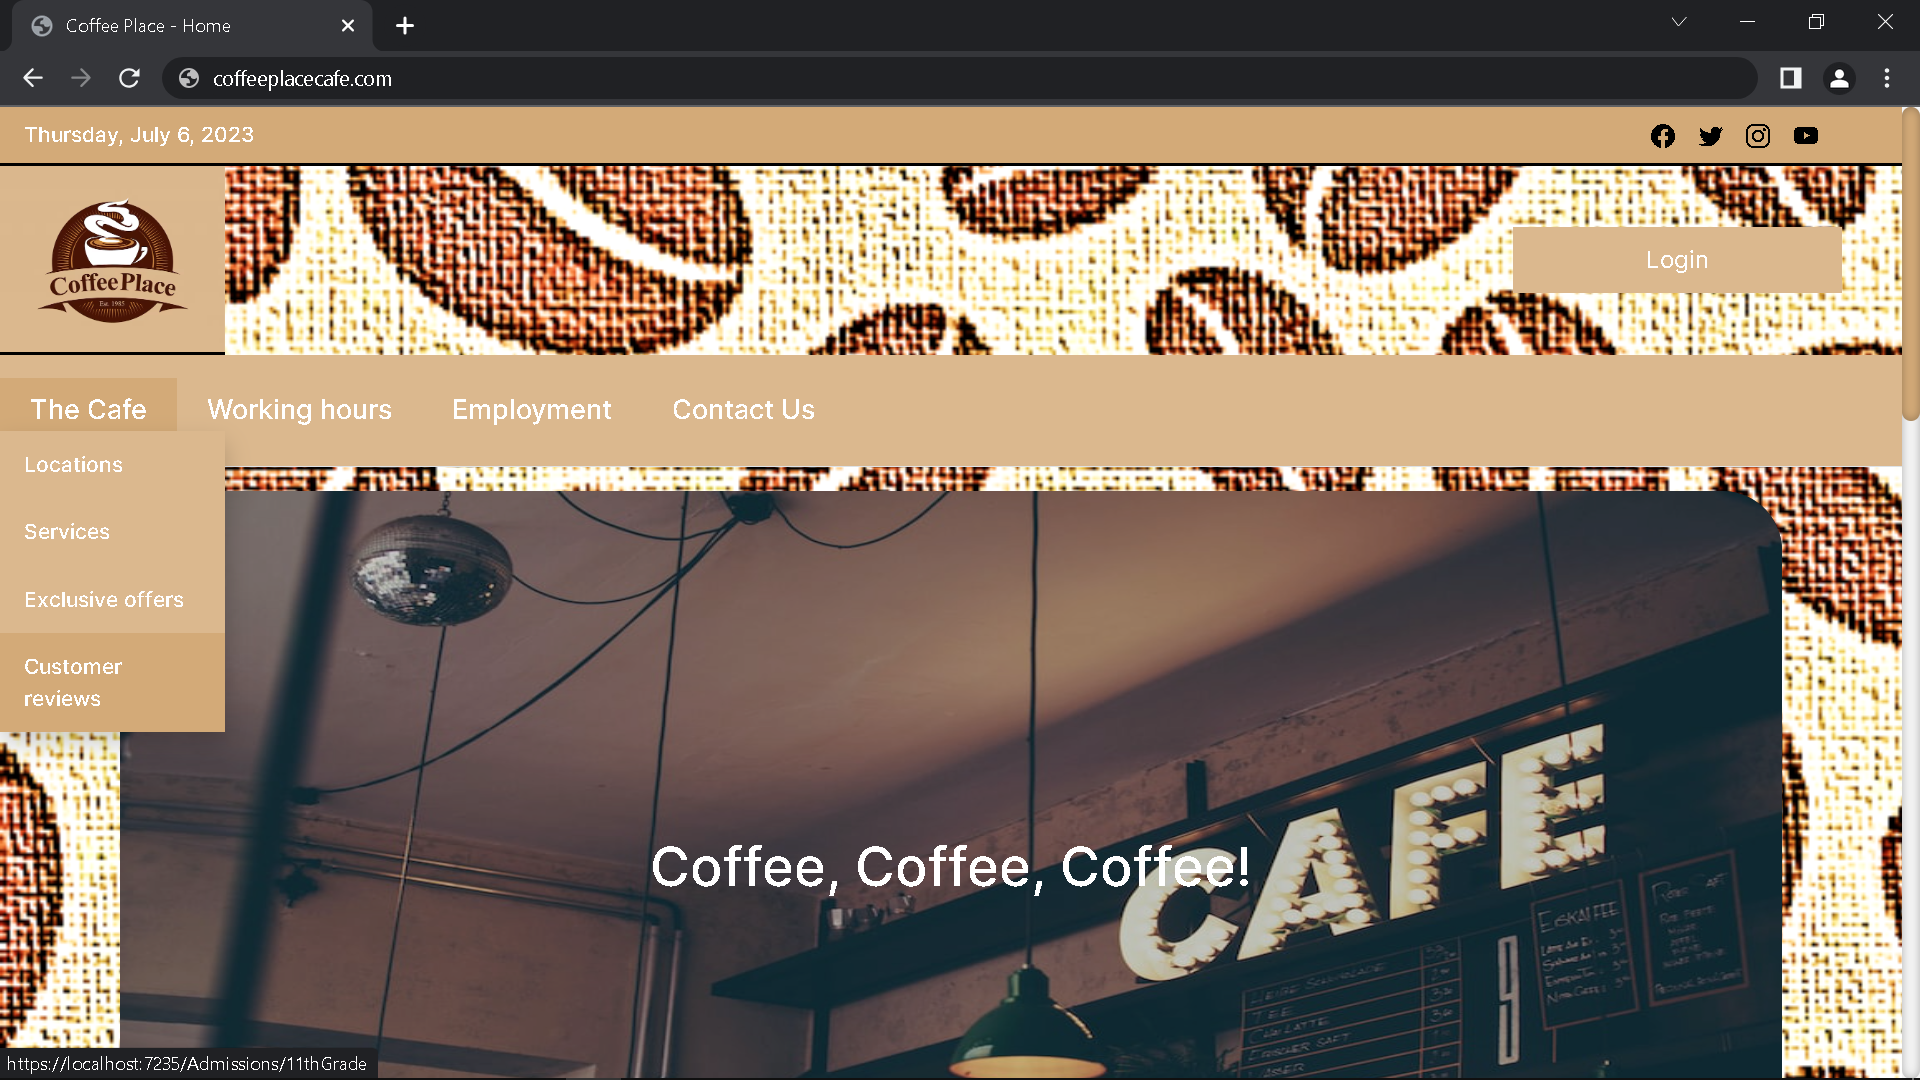 Coffee Place - Home
coffeeplacecafe.com
Thursday, July 6, 2023
Coffee Place
Est. 1985
Login
The Cafe
Working hours
Employment
Contact Us
Locations
Services
Exclusive offers
Customer
reviews
CAFE
Coffee, Coffee, Coffee!
TEE
https://localhost:7235/Admissions/11thGrade